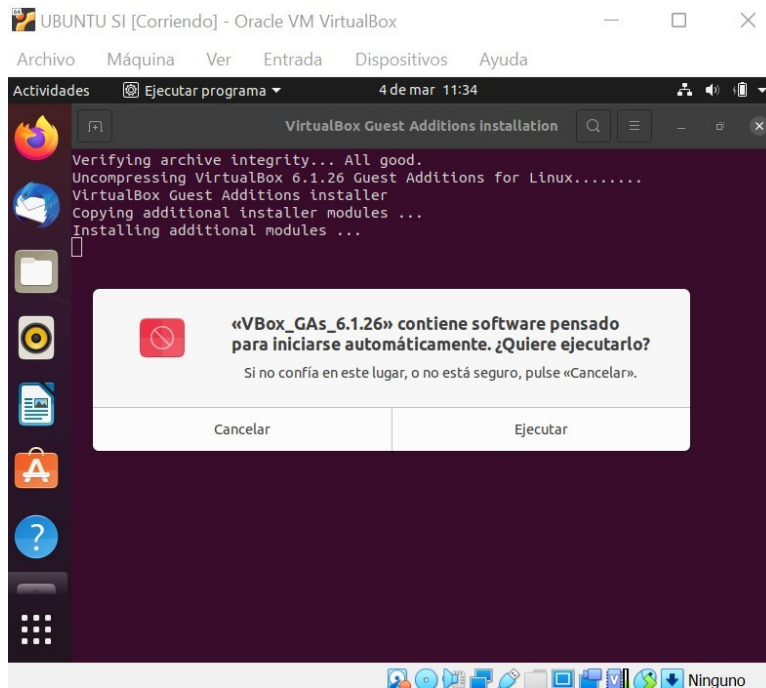 UBUNTU SI [Corriendo] - Oracle VM VirtualBox
Archivo Máquina Ver Entrada Dispositivos Ayuda
Actividades Ejecutar programa 4 de mar 11:34
VirtualBox Guest Additions installation
Verifying archive integrity... All good.
Uncompressing VirtualBox 6.1.26 Guest Additions for Linux........
VirtualBox Guest Additions installer
Copying additional installer modules ...
Installing additional modules ...
«VBox_GAs_6.1.26» contiene software pensado
para iniciarse automáticamente. ¿Quiere ejecutarlo?
Si no confía en este lugar, o no está seguro, pulse «Cancelar».
Cancelar Ejecutar
Ninguno